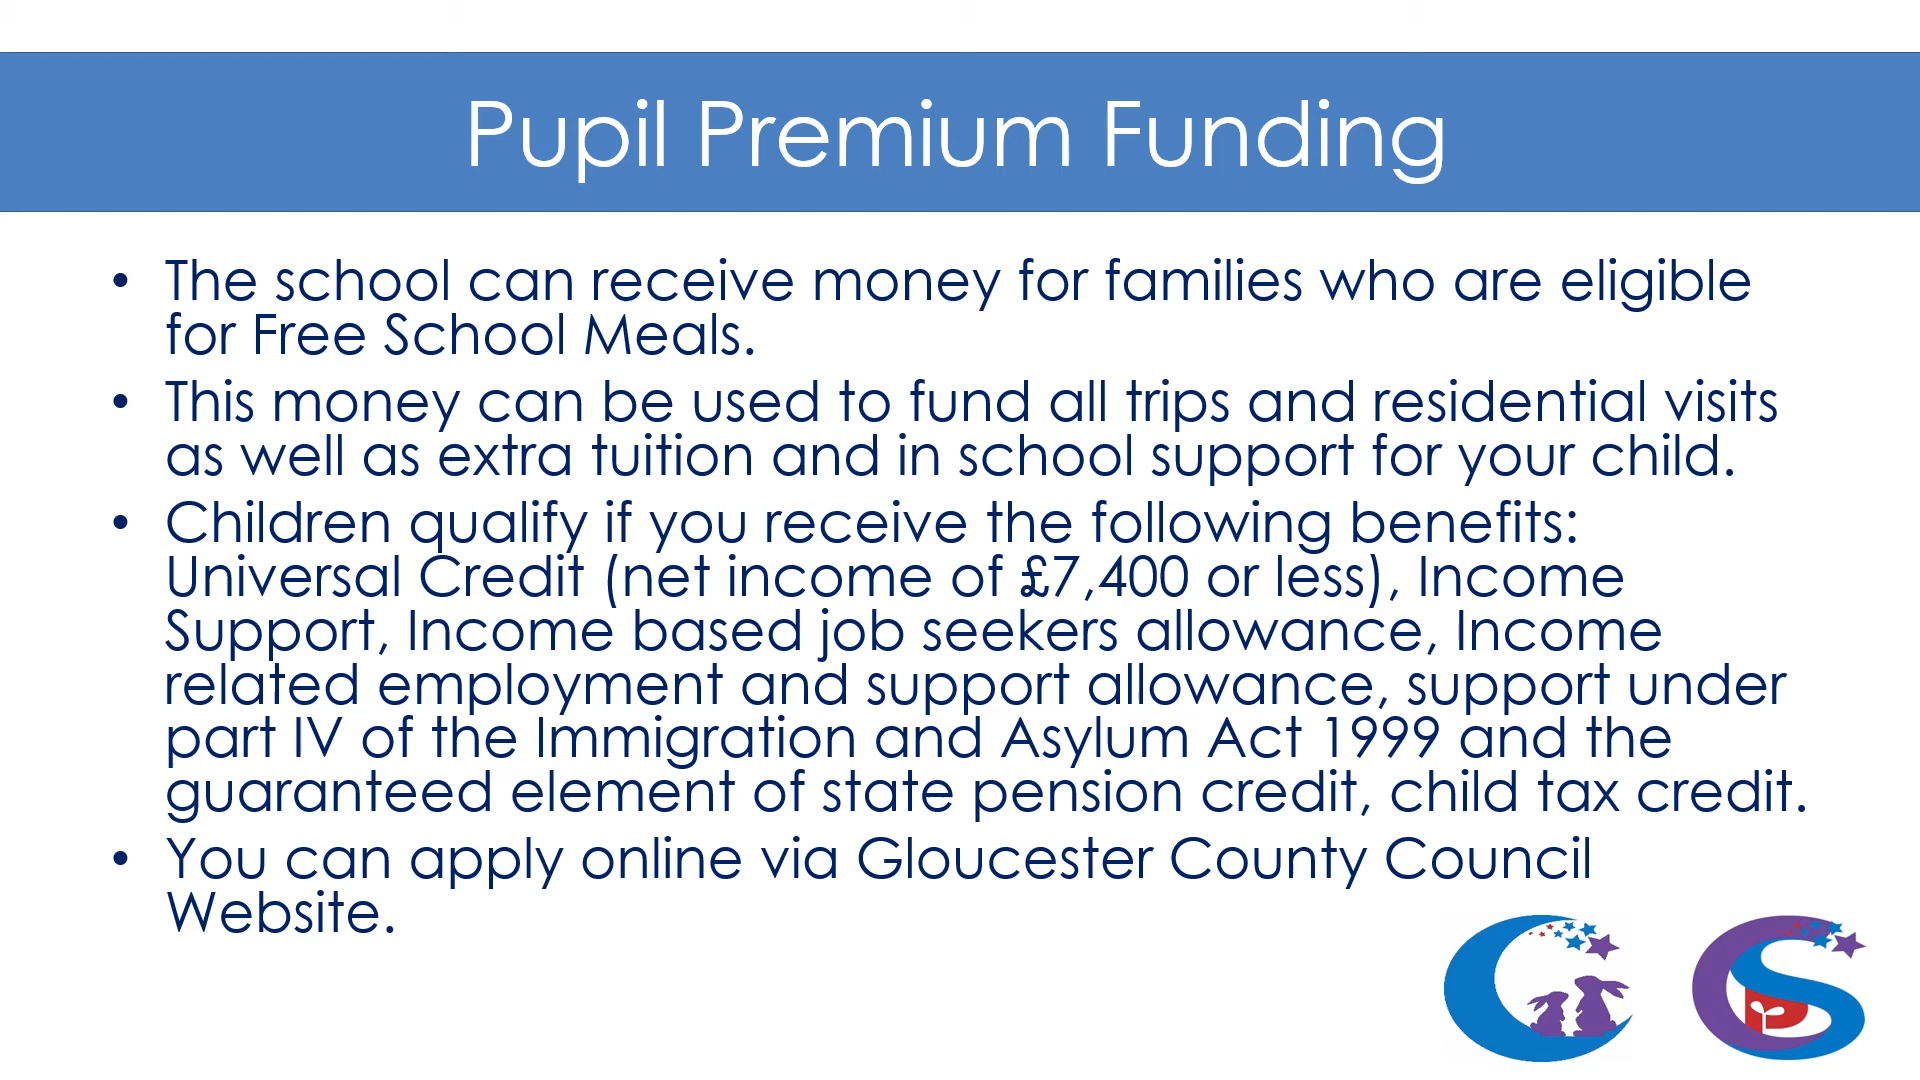 Pupil Premium Funding
• The school can receive money for families who are eligible
for Free School Meals.
• This money can be used to fund all trips and residential visits
as well as extra tuition and in school support for your child.
• Children qualify if you receive the following benefits:
Universal Credit (net income of £7,400 or less), Income
Support, Income based job seekers allowance, Income
related employment and support allowance, support under
part IV of the Immigration and Asylum Act 1999 and the
guaranteed element of state pension credit, child tax credit.
• You can apply online via Gloucester County Council
Website.